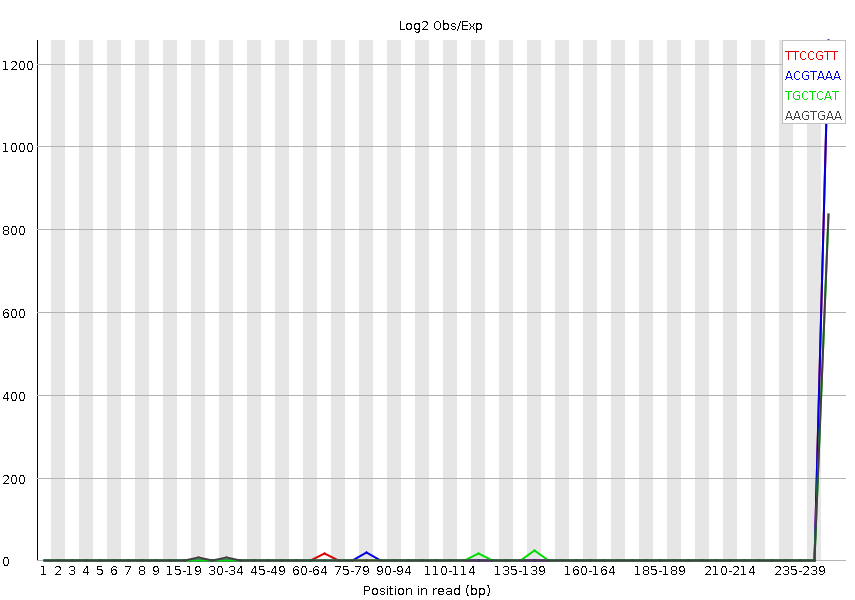 Log2 Obs/Exp
1200
1000
800
600
400
200
0
TTCCGTT
ACGTAAA
TGCTCAT
AAGTGAA
1 2 3 4 5 6 7 8 9 15-19 30-34 45-49 60-64 75-79 90-94 110-114 135-139 160-164 185-189 210-214 235-239
Position in read (bp)